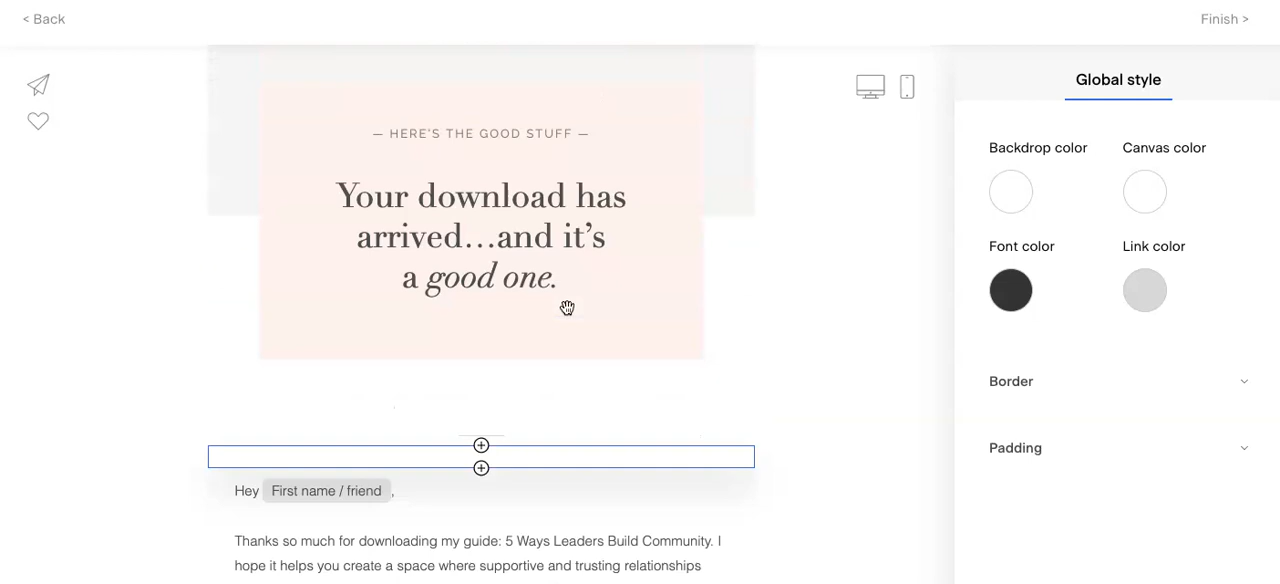 < Back
Finish >
Global style
— HERE'S THE GOOD STUFF —
Your download has
arrived...and it's
a good one.
Backdrop color
Canvas color
Font color
Link color
Border
Padding
Hey First name / friend ,
Thanks so much for downloading my guide: 5 Ways Leaders Build Community. I
hope it helps you create a space where supportive and trusting relationships